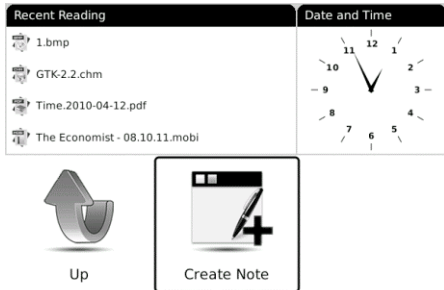 Recent Reading
1.bmp
GTK-2.2.chm
Time.2010-04-12.pdf
The Economist - 08.10.11.mobi
Date and Time
12
1
2
3
4
5
6
7
8
9
10
11
Up
Create Note